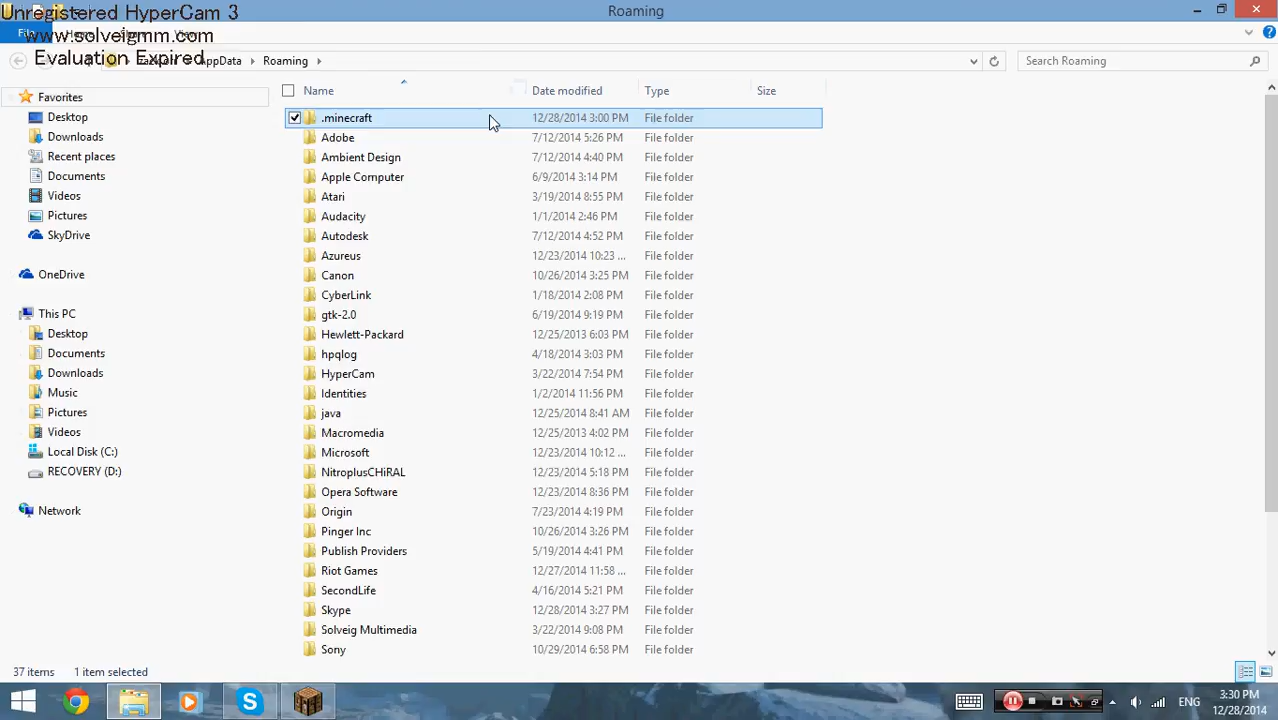 Unregistered HyperCam 3
Roaming
www.solveigmm.com
File
Evaluation Expired
AppData
Roaming
Search Roaming
Name
Date modified
Type
Size
Favorites
Desktop
Downloads
Recent places
Documents
Videos
Pictures
SkyDrive
OneDrive
This PC
Desktop
Documents
Downloads
Music
Pictures
Videos
Local Disk (C:)
RECOVERY (D:)
Network
.minecraft 12/28/2014 3:00 PM File folder
Adobe 7/12/2014 5:26 PM File folder
Ambient Design 7/12/2014 4:40 PM File folder
Apple Computer 6/9/2014 3:14 PM File folder
Atari 3/19/2014 8:55 PM File folder
Audacity 1/1/2014 2:46 PM File folder
Autodesk 7/12/2014 4:52 PM File folder
Azureus 12/23/2014 10:23 ... File folder
Canon 10/26/2014 3:25 PM File folder
CyberLink 1/18/2014 2:08 PM File folder
gtk-2.0 6/19/2014 9:19 PM File folder
Hewlett-Packard 12/25/2013 6:03 PM File folder
hpqlog 4/18/2014 3:03 PM File folder
HyperCam 3/22/2014 7:54 PM File folder
Identities 1/2/2014 11:56 PM File folder
java 12/25/2014 8:41 AM File folder
Macromedia 12/25/2013 4:02 PM File folder
Microsoft 12/23/2014 10:12 ... File folder
NitroplusCHiRAL 12/23/2014 5:18 PM File folder
Opera Software 12/23/2014 8:36 PM File folder
Origin 7/23/2014 4:19 PM File folder
Pinger Inc 10/26/2014 3:26 PM File folder
Publish Providers 5/19/2014 4:41 PM File folder
Riot Games 12/27/2014 11:58 ... File folder
SecondLife 4/16/2014 5:21 PM File folder
Skype 12/28/2014 3:27 PM File folder
Solveig Multimedia 3/22/2014 9:08 PM File folder
Sony 10/29/2014 6:58 PM File folder
37 items 1 item selected
ENG
3:30 PM
12/28/2014